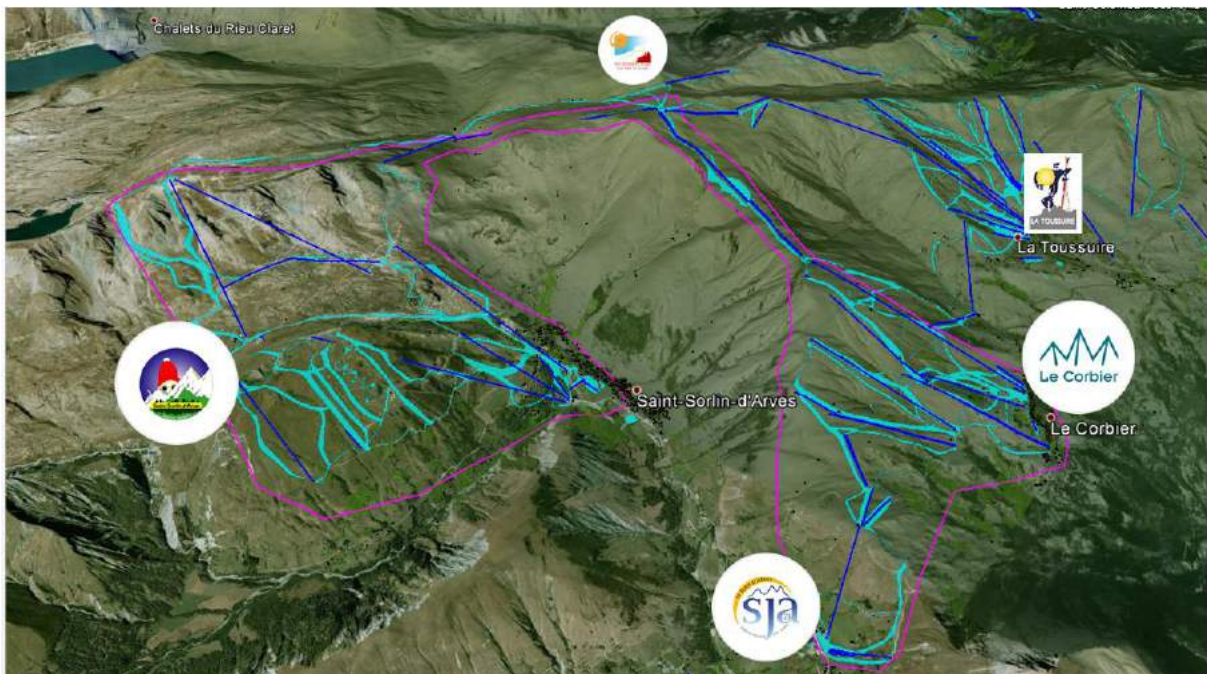 Chalets du Rieu Claret
LA TOUSSUIRE
La Toussuire
Le Corbier
Saint-Sorlin-d'Arves
Le Corbier
sja